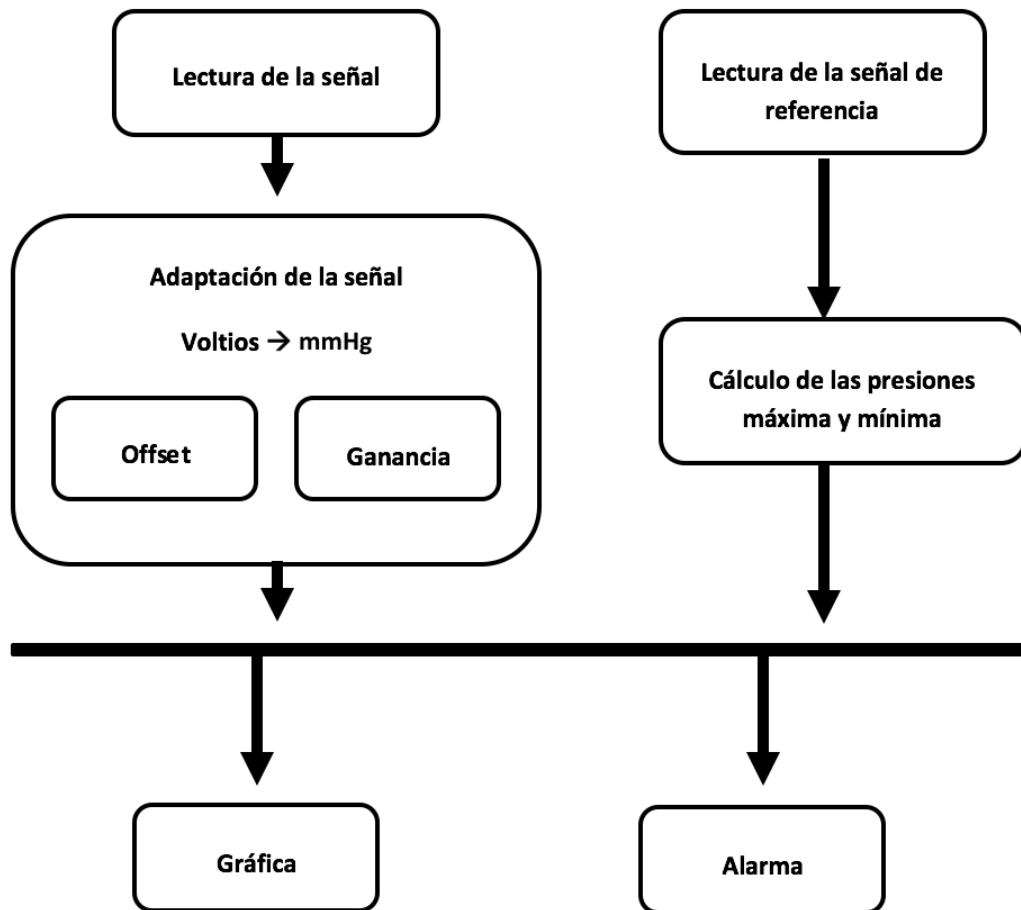 Lectura de la señal
Lectura de la señal de
referencia
Adaptación de la señal
Voltios → mmHg
Offset
Ganancia
Cálculo de las presiones
máxima y mínima
Gráfica
Alarma